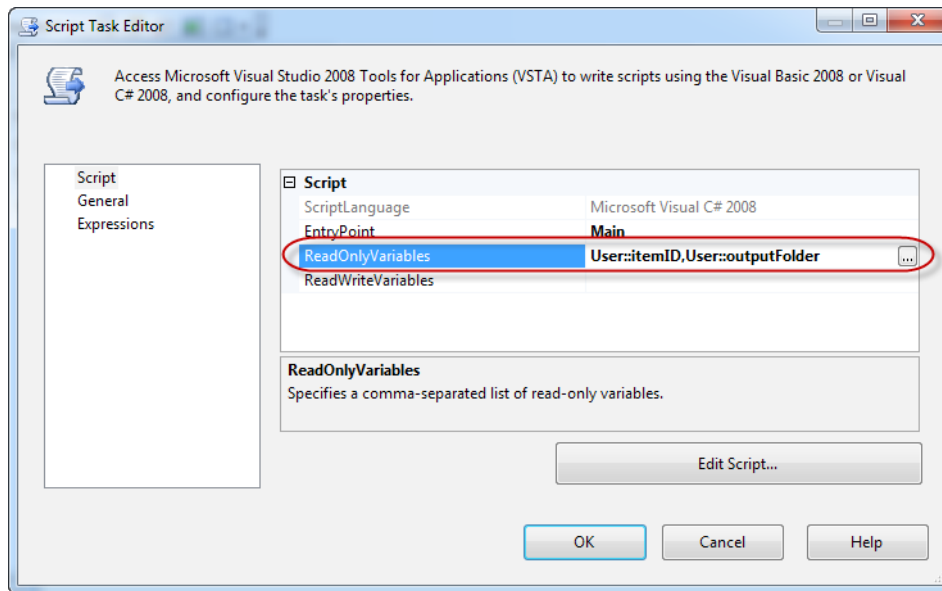 Script Task Editor
Access Microsoft Visual Studio 2008 Tools for Applications (VSTA) to write scripts using the Visual Basic 2008 or Visual
C# 2008, and configure the task's properties.
Script
General
Expressions
Script
ScriptLanguage Microsoft Visual C# 2008
EntryPoint Main
ReadOnlyVariables User::itemID,User::outputFolder ...
ReadWriteVariables
ReadOnlyVariables
Specifies a comma-separated list of read-only variables.
Edit Script...
OK Cancel Help